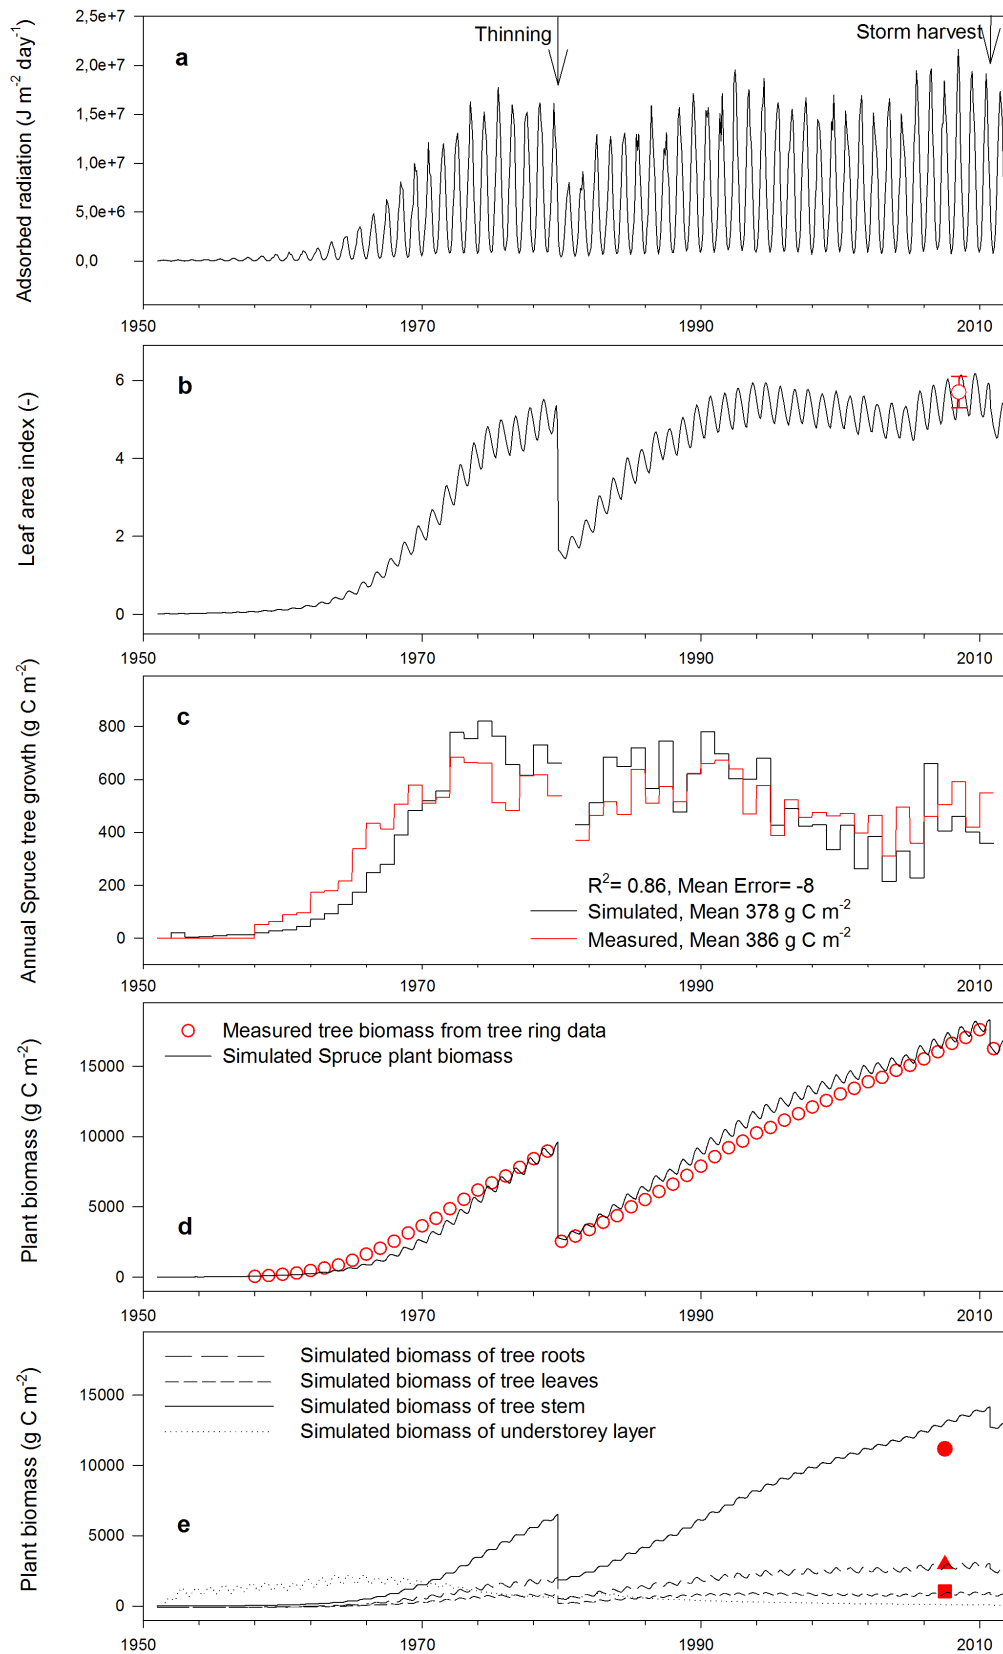 2,5e+7
2,0e+7
1,5e+7
1,0e+7
5,0e+6
0,0
Adsorbed radiation (J m-2 day-1)
a
Thinning
Storm harvest
1950
1970
1990
2010
6
4
2
0
Leaf area index (-)
b
1950
1970
1990
2010
800
600
400
200
0
Annual Spruce tree growth (g C m-2)
c
R2= 0.86, Mean Error= -8
Simulated, Mean 378 g C m-2
Measured, Mean 386 g C m-2
1950
1970
1990
2010
15000
10000
5000
0
Plant biomass (g C m-2)
Measured tree biomass from tree ring data
Simulated Spruce plant biomass
d
1950
1970
1990
2010
15000
10000
5000
0
Plant biomass (g C m-2)
Simulated biomass of tree roots
Simulated biomass of tree leaves
Simulated biomass of tree stem
Simulated biomass of understorey layer
e
1950
1970
1990
2010